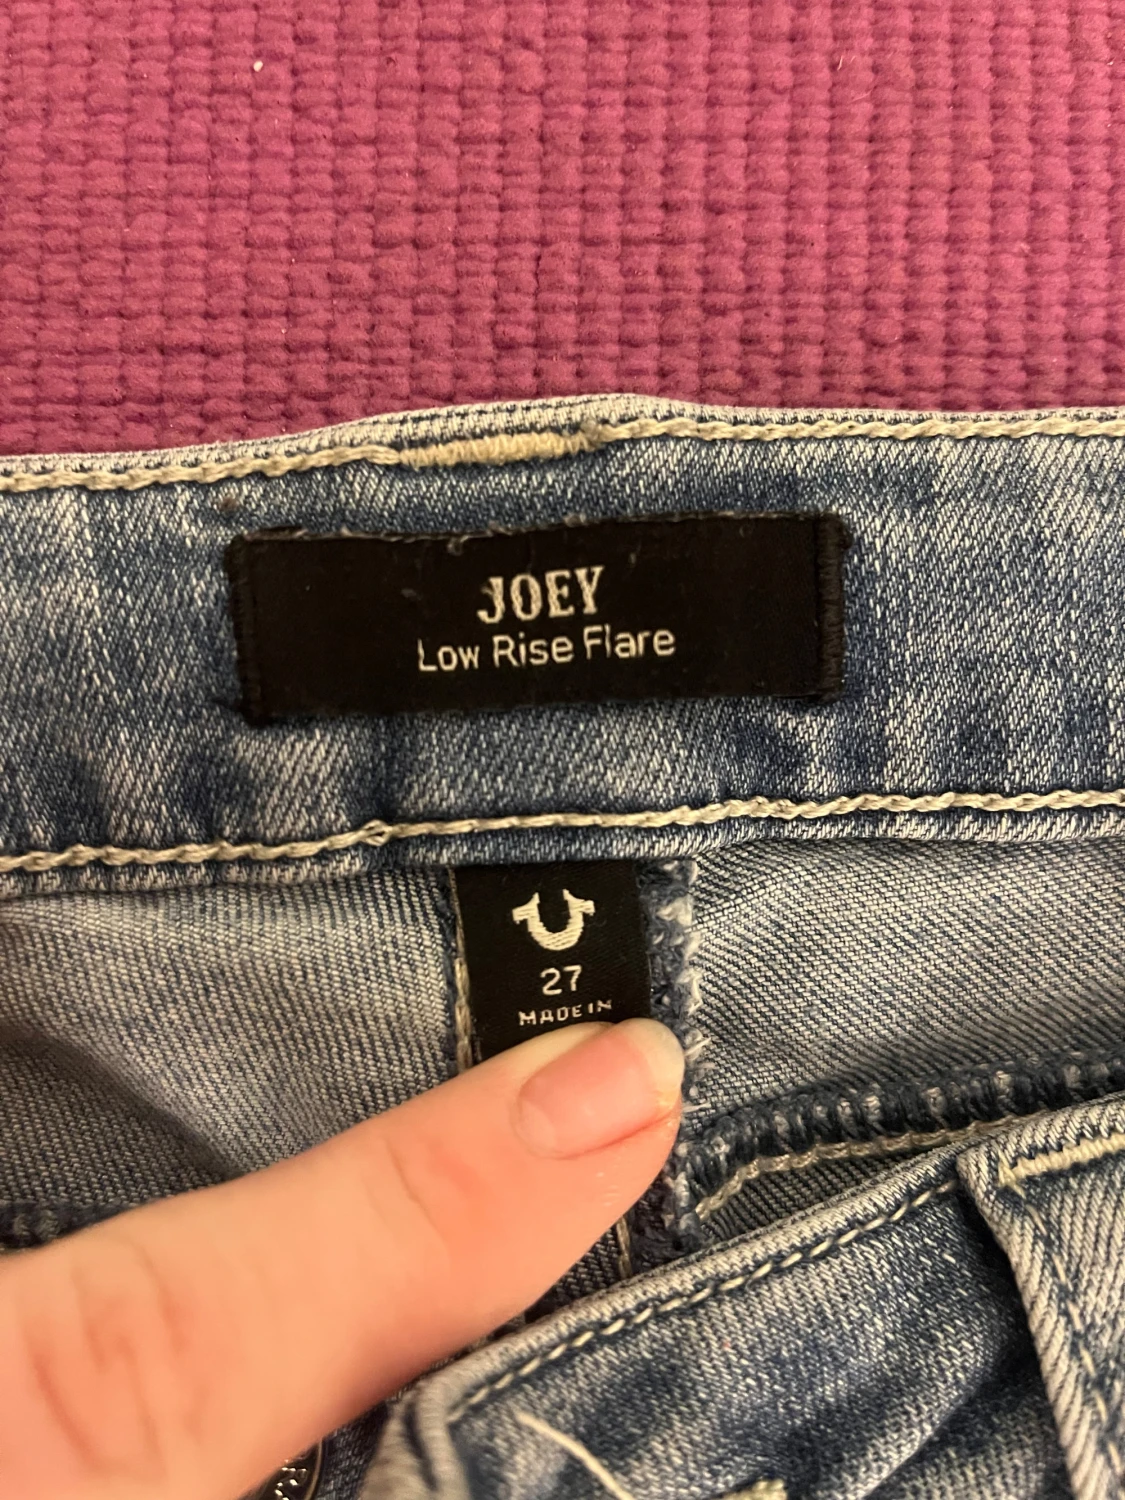 JOEY
Low Rise Flare
27
MADE IN